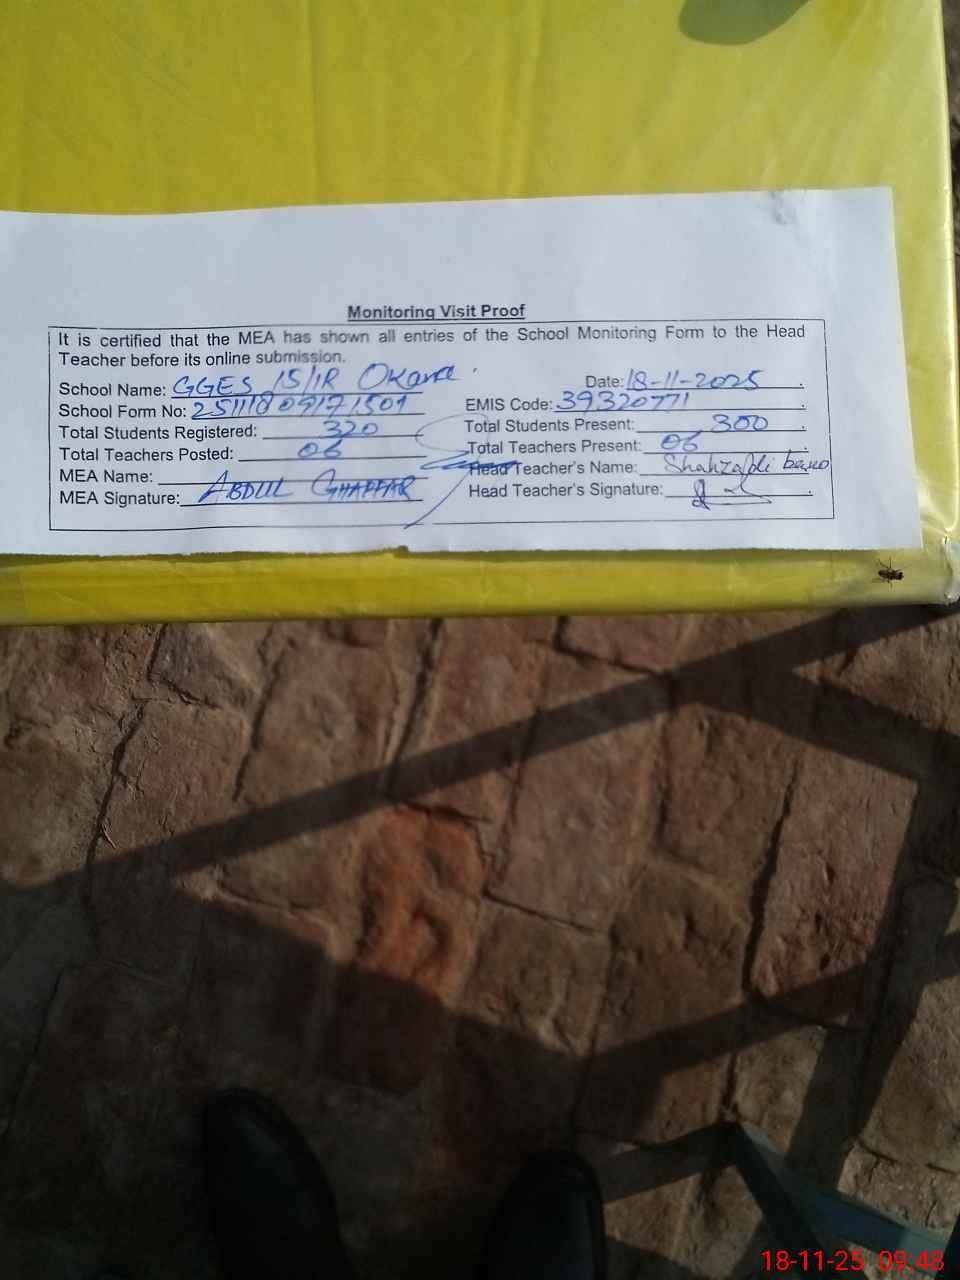 Monitoring Visit Proof
It is certified that the MEA has shown all entries of the School Monitoring Form to the Head
Teacher before its online submission.
School Name: GGES 15/1R Okara.
Date: 18-11-2025
School Form No: 25111809171501
EMIS Code: 39320771
Total Students Registered: 320
Total Students Present: 300
Total Teachers Posted: 06
Total Teachers Present: 06
MEA Name:
Head Teacher's Name: Shahzadi bano
MEA Signature: ABDUL GHAFFAR
Head Teacher's Signature:
18-11-25 09:48